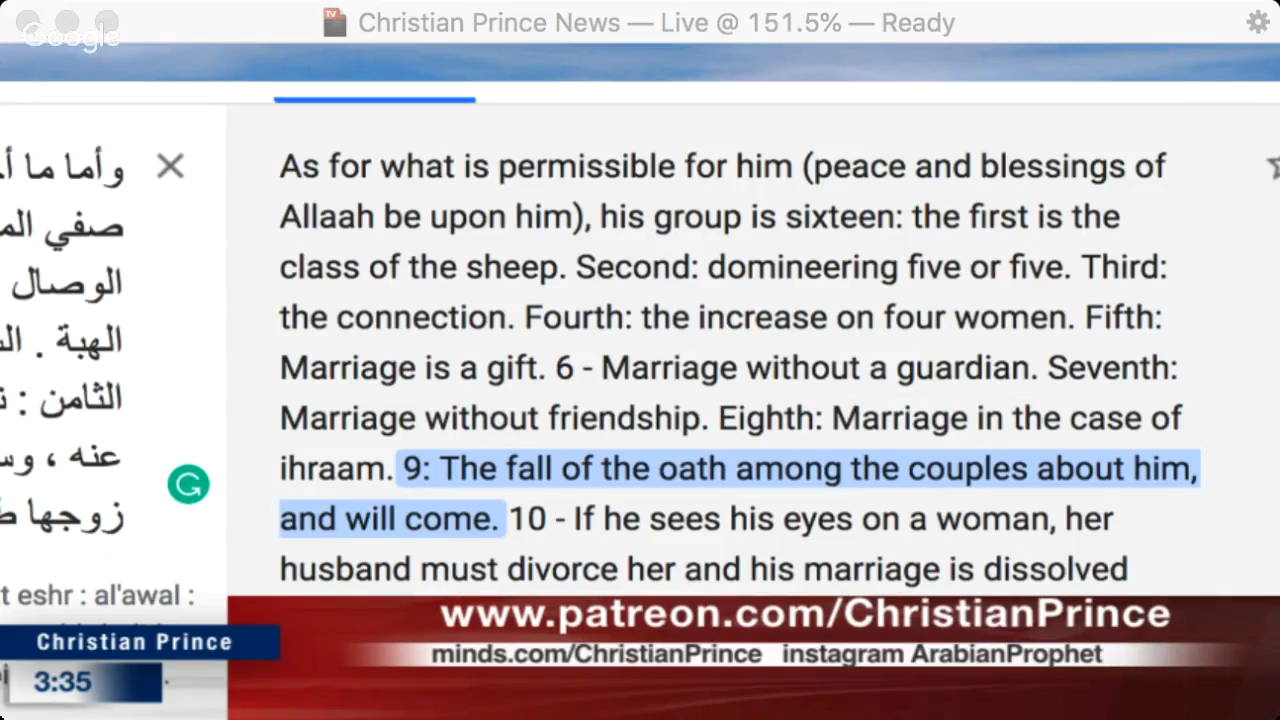 Google
TV
Christian Prince News — Live @ 151.5% — Ready
وأما ما
صفي
الوصال
الهبة .
الثامن :
عنه ،
زوجها
As for what is permissible for him (peace and blessings of
Allaah be upon him), his group is sixteen: the first is the
class of the sheep. Second: domineering five or five. Third:
the connection. Fourth: the increase on four women. Fifth:
Marriage is a gift. 6 - Marriage without a guardian. Seventh:
Marriage without friendship. Eighth: Marriage in the case of
ihraam. 9: The fall of the oath among the couples about him,
and will come. 10 - If he sees his eyes on a woman, her
husband must divorce her and his marriage is dissolved
t eshr : al'awal :
www.patreon.com/ChristianPrince
Christian Prince
minds.com/ChristianPrince instagram ArabianProphet
3:35